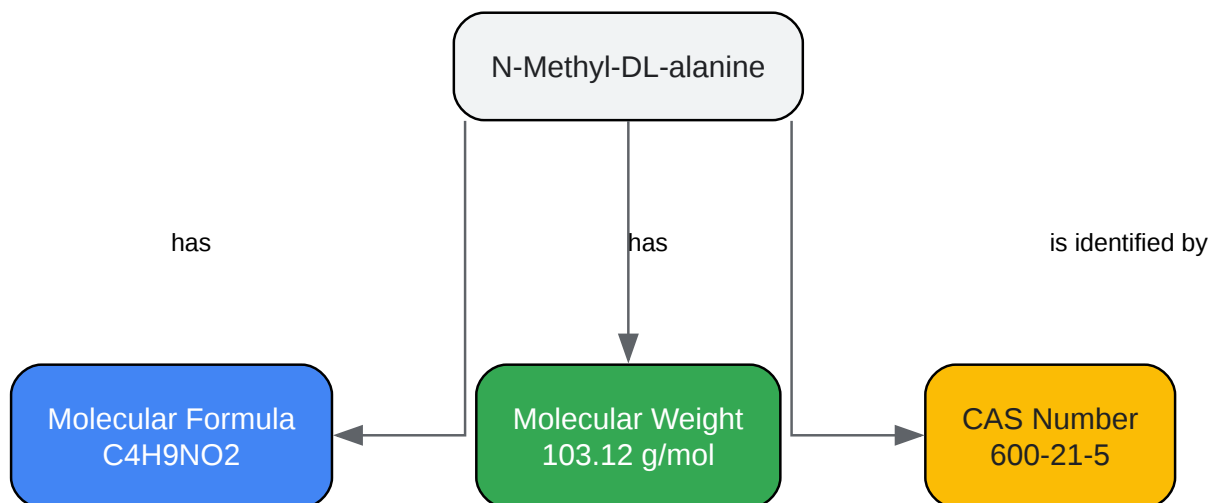 N-Methyl-DL-alanine
has
has
is identified by
Molecular Formula
C4H9NO2
Molecular Weight
103.12 g/mol
CAS Number
600-21-5